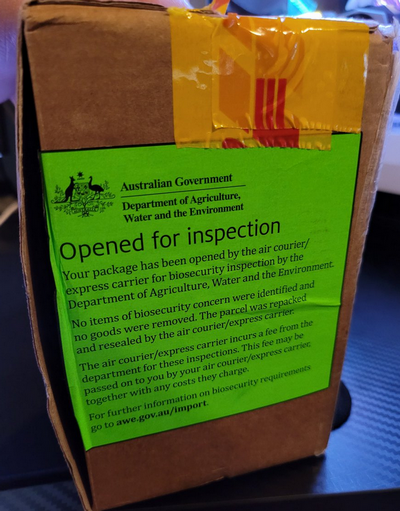 Australian Government
Department of Agriculture,
Water and the Environment
Opened for inspection
Your package has been opened by the air courier/
express carrier for biosecurity inspection by the
Department of Agriculture, Water and the Environment.
No items of biosecurity concern were identified and
no goods were removed. The parcel was repacked
and resealed by the air courier/express carrier.
The air courier/express carrier incurs a fee from the
department for these inspections. This fee may be
passed on to you by your air courier/express carrier,
together with any costs they charge.
For further information on biosecurity requirements
go to awe.gov.au/import.